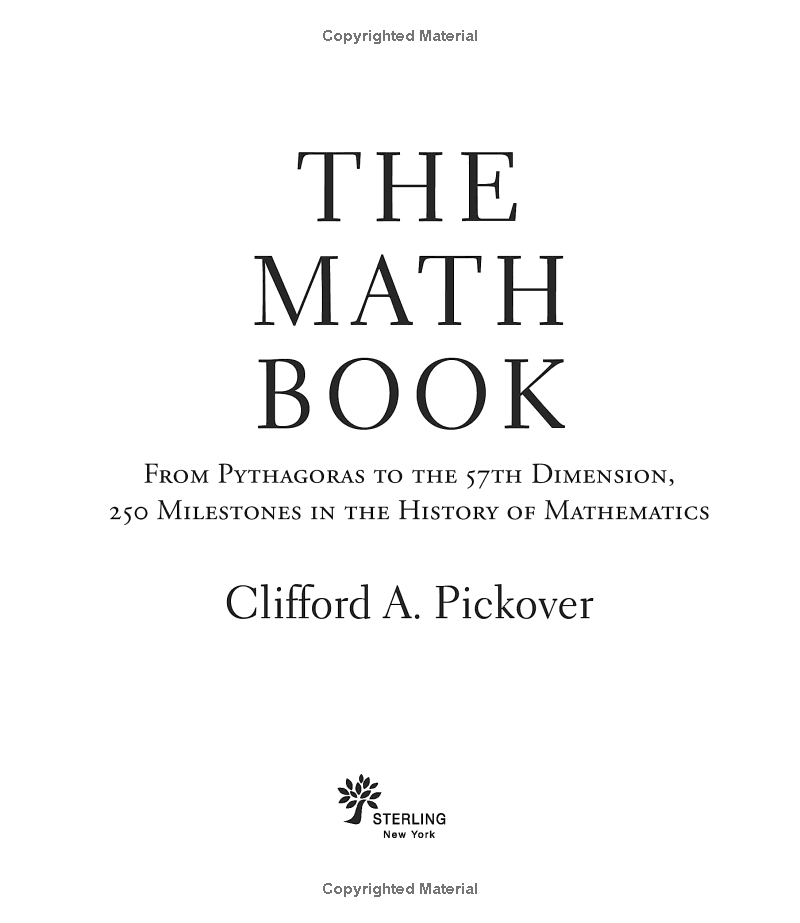 Copyrighted Material
THE
MATH
BOOK
From Pythagoras to the 57th Dimension,
250 Milestones in the History of Mathematics
Clifford A. Pickover
STERLING
New York
Copyrighted Material